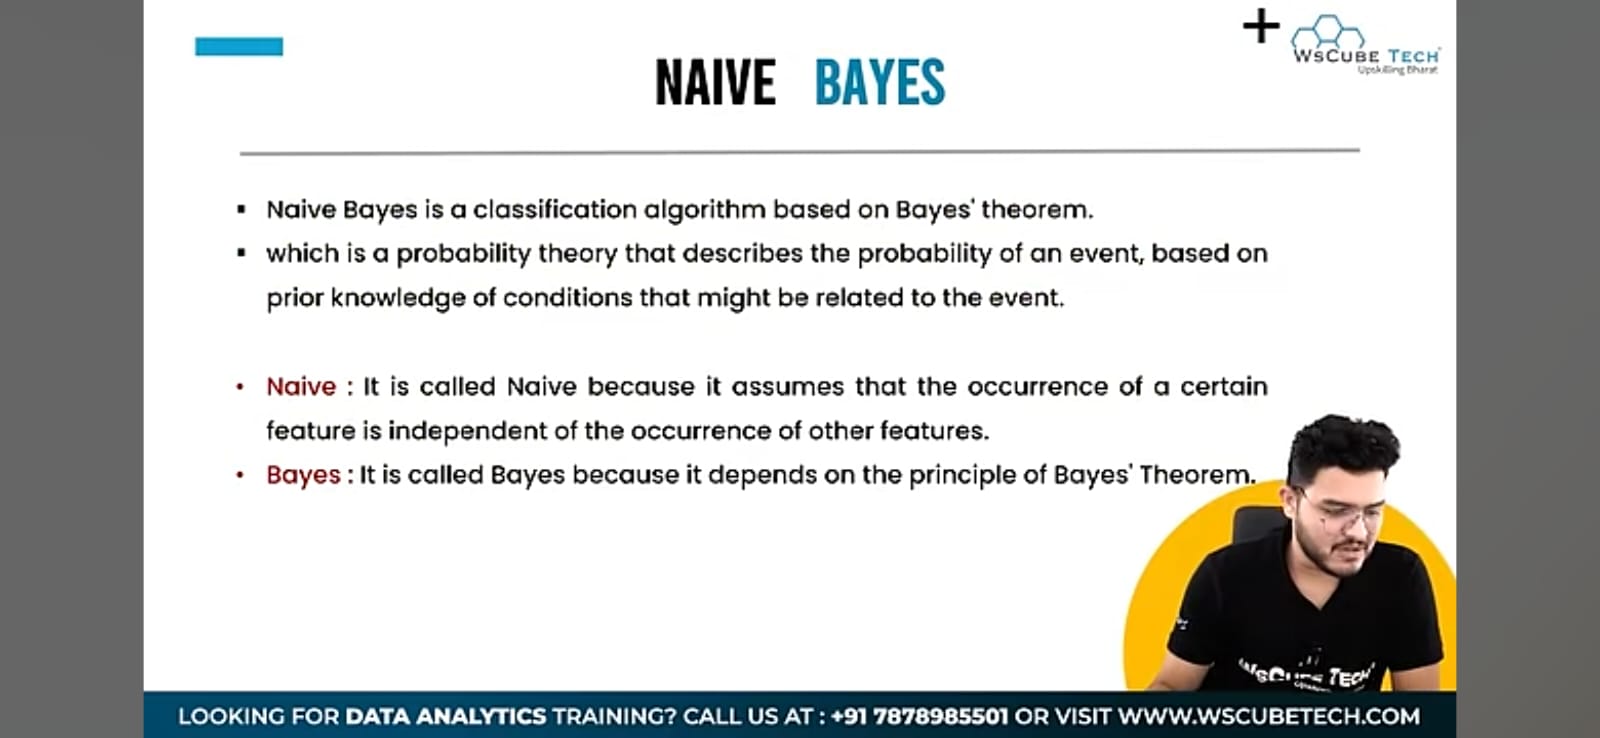 WsCube Tech
Upskilling Bharat
NAIVE BAYES
▪ Naive Bayes is a classification algorithm based on Bayes' theorem.
▪ which is a probability theory that describes the probability of an event, based on
prior knowledge of conditions that might be related to the event.
• Naive : It is called Naive because it assumes that the occurrence of a certain
feature is independent of the occurrence of other features.
• Bayes : It is called Bayes because it depends on the principle of Bayes' Theorem.
WsCube Tech
LOOKING FOR DATA ANALYTICS TRAINING? CALL US AT : +91 7878985501 OR VISIT WWW.WSCUBETECH.COM